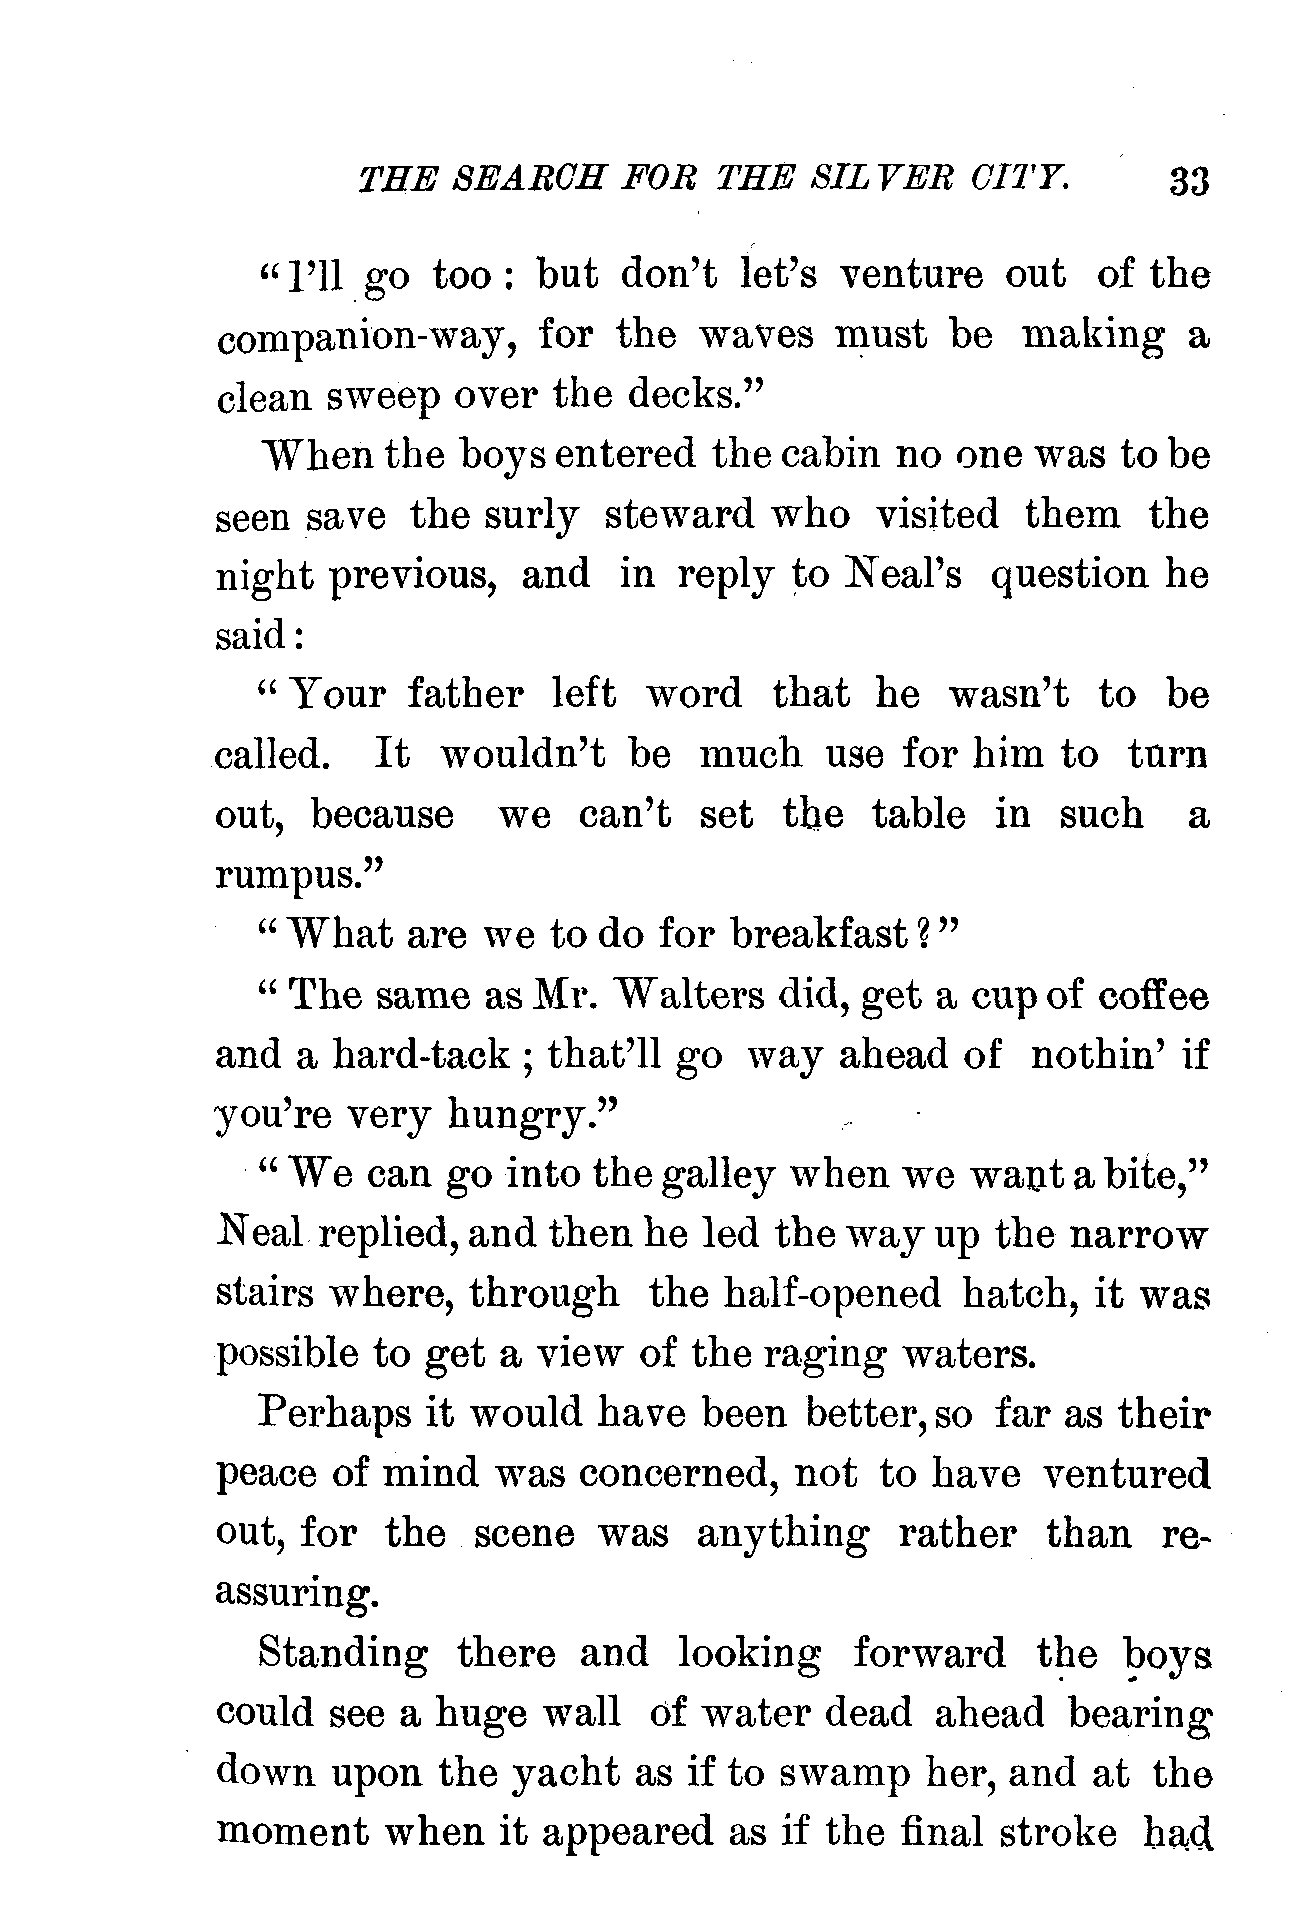 THE SEARCH FOR THE SILVER CITY. 33
"I'll go too: but don't let's venture out of the
companion-way, for the waves must be making a
clean sweep over the decks."
When the boys entered the cabin no one was to be
seen save the surly steward who visited them the
night previous, and in reply to Neal's question he
said:
"Your father left word that he wasn't to be
called. It wouldn't be much use for him to turn
out, because we can't set the table in such a
rumpus."
"What are we to do for breakfast?"
"The same as Mr. Walters did, get a cup of coffee
and a hard-tack; that'll go way ahead of nothin' if
you're very hungry."
"We can go into the galley when we want a bite,"
Neal replied, and then he led the way up the narrow
stairs where, through the half-opened hatch, it was
possible to get a view of the raging waters.
Perhaps it would have been better, so far as their
peace of mind was concerned, not to have ventured
out, for the scene was anything rather than re-
assuring.
Standing there and looking forward the boys
could see a huge wall of water dead ahead bearing
down upon the yacht as if to swamp her, and at the
moment when it appeared as if the final stroke had